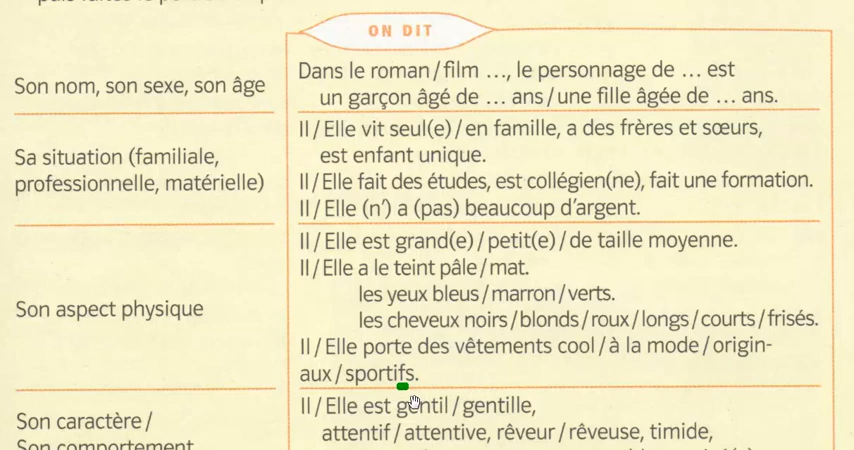 ON DIT
Son nom, son sexe, son âge
Dans le roman/film ..., le personnage de ... est
un garçon âgé de ... ans/une fille âgée de ... ans.
Sa situation (familiale,
professionnelle, matérielle)
Il/Elle vit seul(e)/en famille, a des frères et sœurs,
est enfant unique.
Il/Elle fait des études, est collégien(ne), fait une formation.
Il/Elle (n') a (pas) beaucoup d'argent.
Son aspect physique
Il/Elle est grand(e)/petit(e)/de taille moyenne.
Il/Elle a le teint pâle/mat.
les yeux bleus/marron/verts.
les cheveux noirs/blonds/roux/longs/courts/frisés.
Il/Elle porte des vêtements cool/à la mode/origin-
aux/sportifs.
Son caractère/
Son comportement
Il/Elle est gentil/gentille,
attentif/attentive, rêveur/rêveuse, timide,